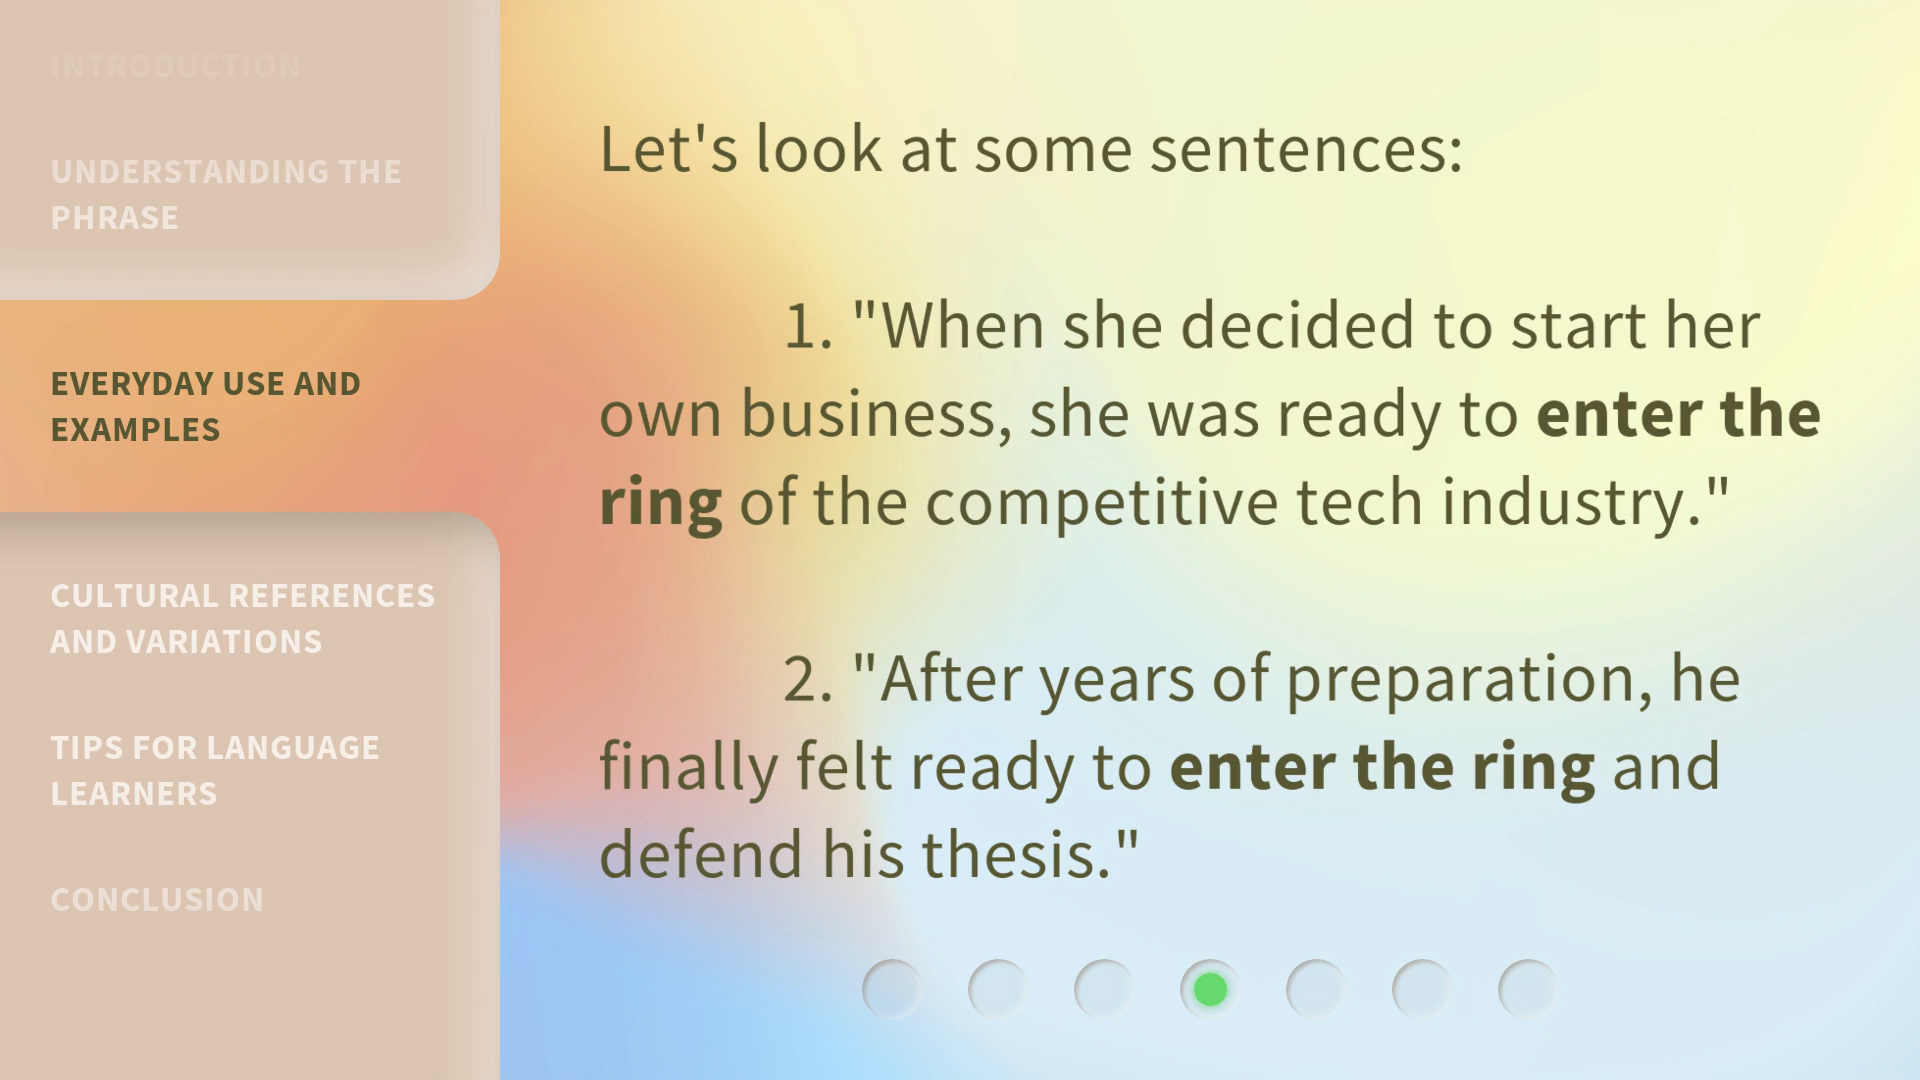 INTRODUCTION
UNDERSTANDING THE
PHRASE
EVERYDAY USE AND
EXAMPLES
CULTURAL REFERENCES
AND VARIATIONS
TIPS FOR LANGUAGE
LEARNERS
CONCLUSION
Let's look at some sentences:
1. "When she decided to start her
own business, she was ready to enter the
ring of the competitive tech industry."
2. "After years of preparation, he
finally felt ready to enter the ring and
defend his thesis."